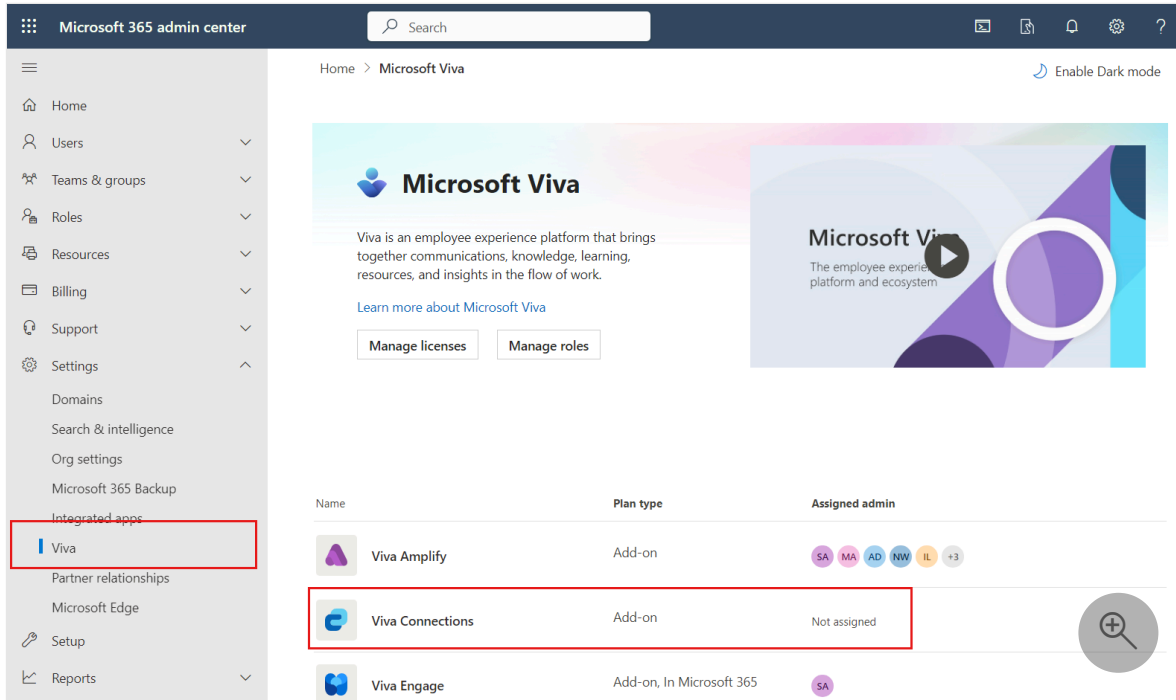 Microsoft 365 admin center
Search
?
Home > Microsoft Viva
Enable Dark mode
Home
Users
Teams & groups
Roles
Resources
Billing
Support
Settings
Domains
Search & intelligence
Org settings
Microsoft 365 Backup
Integrated apps
Viva
Partner relationships
Microsoft Edge
Setup
Reports
Microsoft Viva
Viva is an employee experience platform that brings
together communications, knowledge, learning,
resources, and insights in the flow of work.
Learn more about Microsoft Viva
Manage licenses
Manage roles
Microsoft
The employee
platform and ecosystem
Name
Plan type
Assigned admin
Viva Amplify
Add-on
SA MA AD NW IL +3
Viva Connections
Add-on
Not assigned
Viva Engage
Add-on, In Microsoft 365
SA